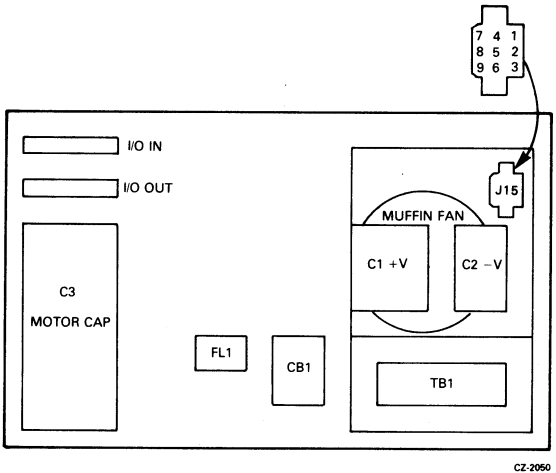 7 4 1
8 5 2
9 6 3
I/O IN
I/O OUT
J15
MUFFIN FAN
C1 +V
C2 −V
C3
MOTOR CAP
FL1
CB1
TB1
CZ-2050